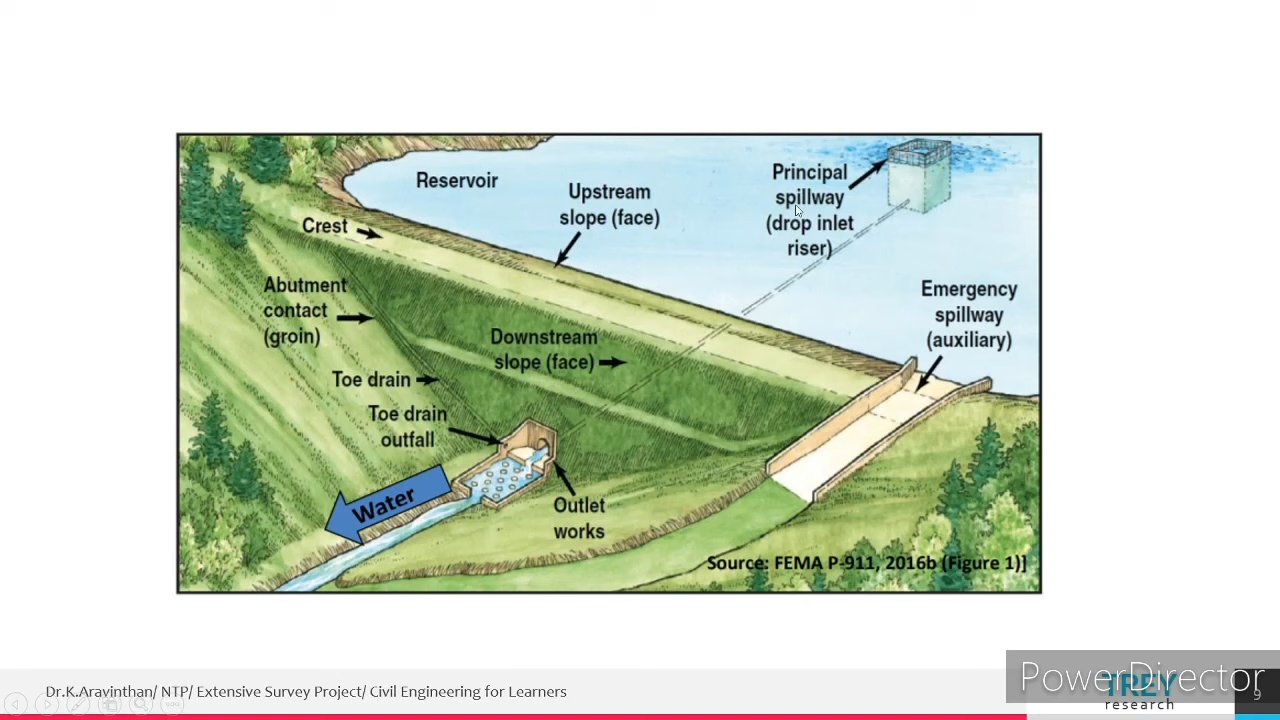 Reservoir
Upstream
slope (face)
Principal
spillway
(drop inlet
riser)
Crest
Abutment
contact
(groin)
Emergency
spillway
(auxiliary)
Downstream
slope (face)
Toe drain
Toe drain
outfall
Water
Outlet
works
Source: FEMA P-911, 2016b (Figure 1)]
Dr.K.Aravinthan/ NTP/ Extensive Survey Project/ Civil Engineering for Learners
PowerDirector
TREY
research
9